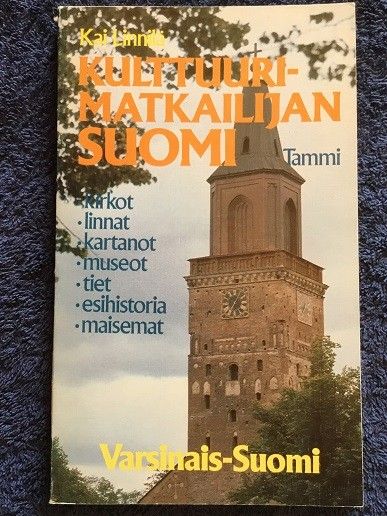 Kai Linnilä
KULTTUURI-
MATKAILIJAN
SUOMI
Tammi
· kirkot
· linnat
· kartanot
· museot
· tiet
· esihistoria
· maisemat
Varsinais-Suomi